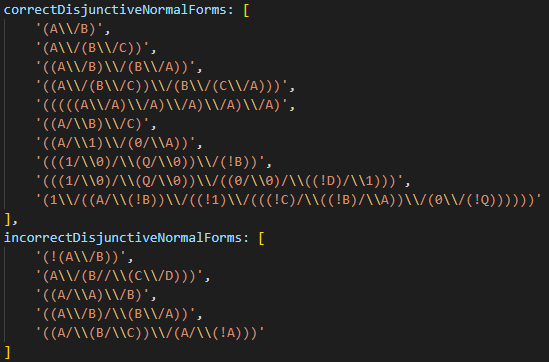 correctDisjunctiveNormalForms: [
'(A\\/B)',
'(A\\/(B\\/C))',
'((A\\/B)\\/(B\\/A))',
'((A\\/(B\\/C))\\/(B\\/(C\\/A)))',
'(((((A\\/A)\\/A)\\/A)\\/A)\\/A)',
'((A/\\B)\\/C)',
'((A/\\1)\\/(0/\\A))',
'(((1/\\0)/\\(Q/\\0))\\/(!B))',
'(((1/\\0)/\\(Q/\\0))\\/((0/\\0)/\\((!D)/\\1)))',
'(1\\/((A/\\(!B))\\/((!1)\\/(((!C)/\\((!B)/\\A))\\/(0\\/(!Q))))))'
],
incorrectDisjunctiveNormalForms: [
'(!(A\\/B))',
'(A\\/(B//\\(C\\/D)))',
'((A/\\A)\\/B)',
'((A\\/B)/\\(B\\/A))',
'((A/\\(B/\\C))\\/(A/\\(!A)))'
]